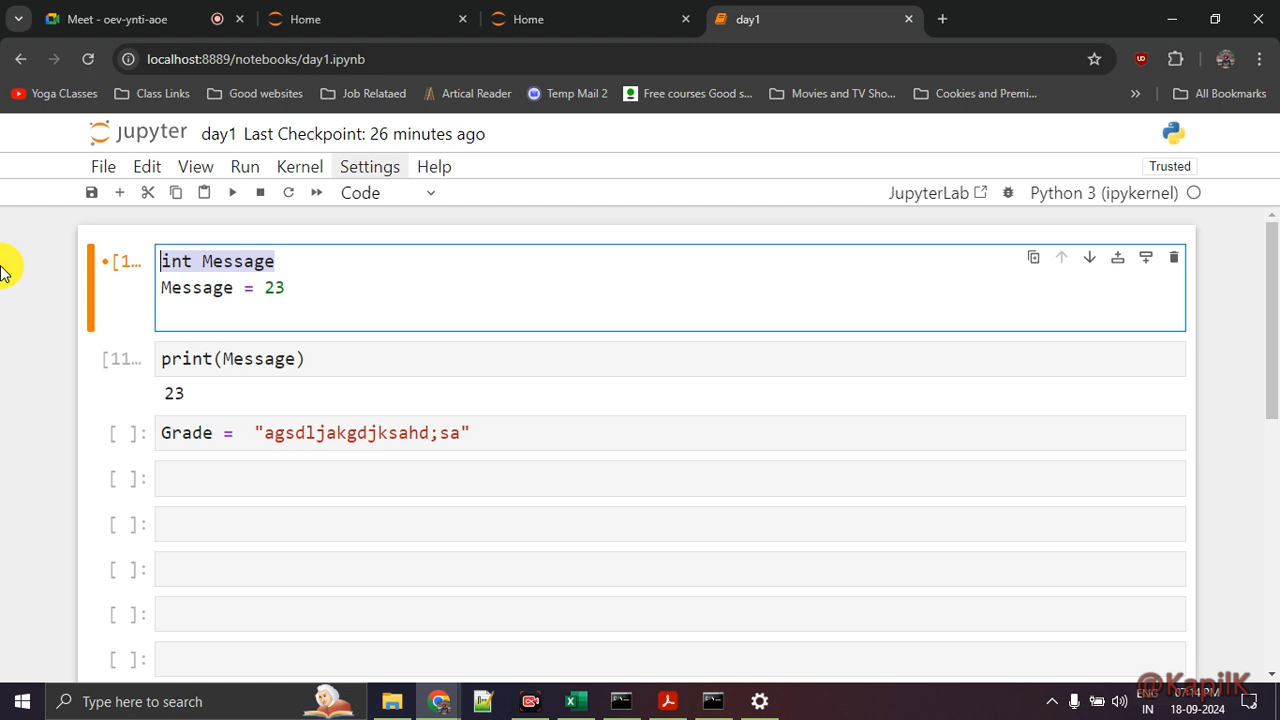 Meet - oev-ynti-aoe
Home
Home
day1
localhost:8889/notebooks/day1.ipynb
Yoga CLasses
Class Links
Good websites
Job Relataed
Artical Reader
Temp Mail 2
Free courses Good s...
Movies and TV Sho...
Cookies and Premi...
All Bookmarks
jupyter
day1 Last Checkpoint: 26 minutes ago
File Edit View Run Kernel Settings Help
Trusted
Code
JupyterLab
Python 3 (ipykernel)
•[1...
int Message
Message = 23
[11...
print(Message)
23
[ ]:
Grade =  "agsdljakgdjksahd;sa"
[ ]:
[ ]:
[ ]:
[ ]:
[ ]:
@KapilK
Type here to search
ENG
IN
07:14 PM
18-09-2024